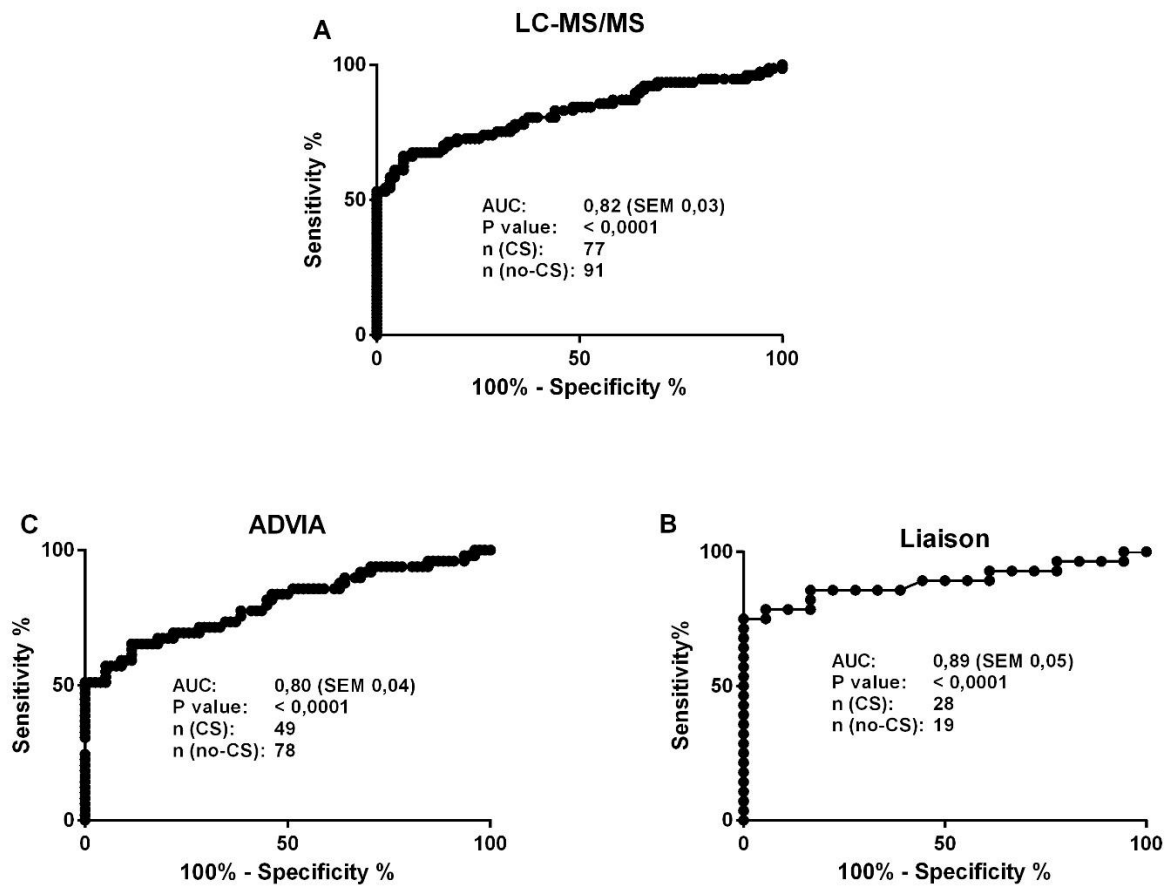 A
LC-MS/MS
100
50
0
Sensitivity %
AUC: 0,82 (SEM 0,03)
P value: < 0,0001
n (CS): 77
n (no-CS): 91
0 50 100
100% - Specificity %
C
ADVIA
100
50
0
Sensitivity %
AUC: 0,80 (SEM 0,04)
P value: < 0,0001
n (CS): 49
n (no-CS): 78
0 50 100
100% - Specificity %
B
Liaison
100
50
0
Sensitivity%
AUC: 0,89 (SEM 0,05)
P value: < 0,0001
n (CS): 28
n (no-CS): 19
0 50 100
100% - Specificity %